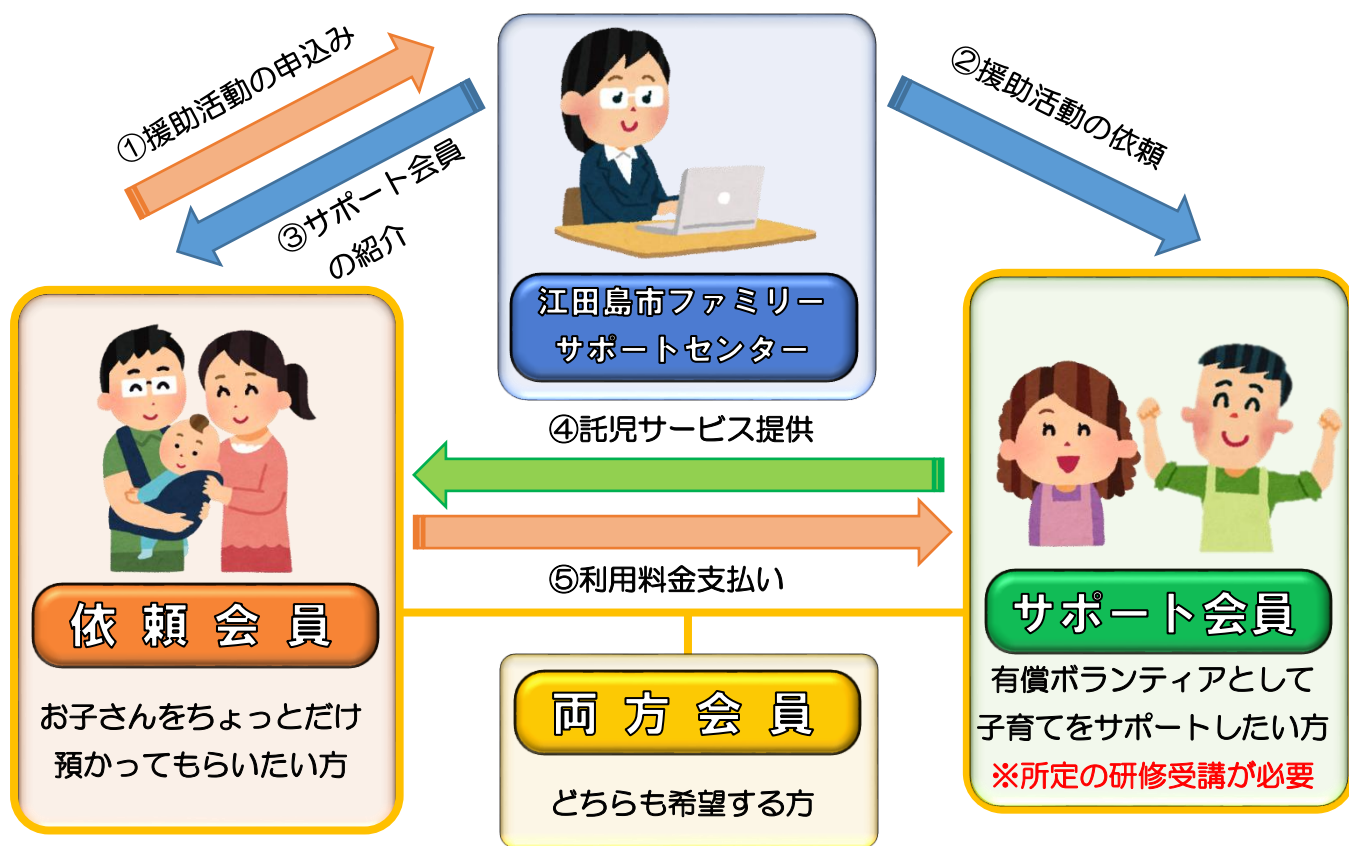 ①援助活動の申込み
②援助活動の依頼
③サポート会員
の紹介
江田島市ファミリー
サポートセンター
④託児サービス提供
⑤利用料金支払い
依頼会員
お子さんをちょっとだけ
預かってもらいたい方
両方会員
どちらも希望する方
サポート会員
有償ボランティアとして
子育てをサポートしたい方
※所定の研修受講が必要